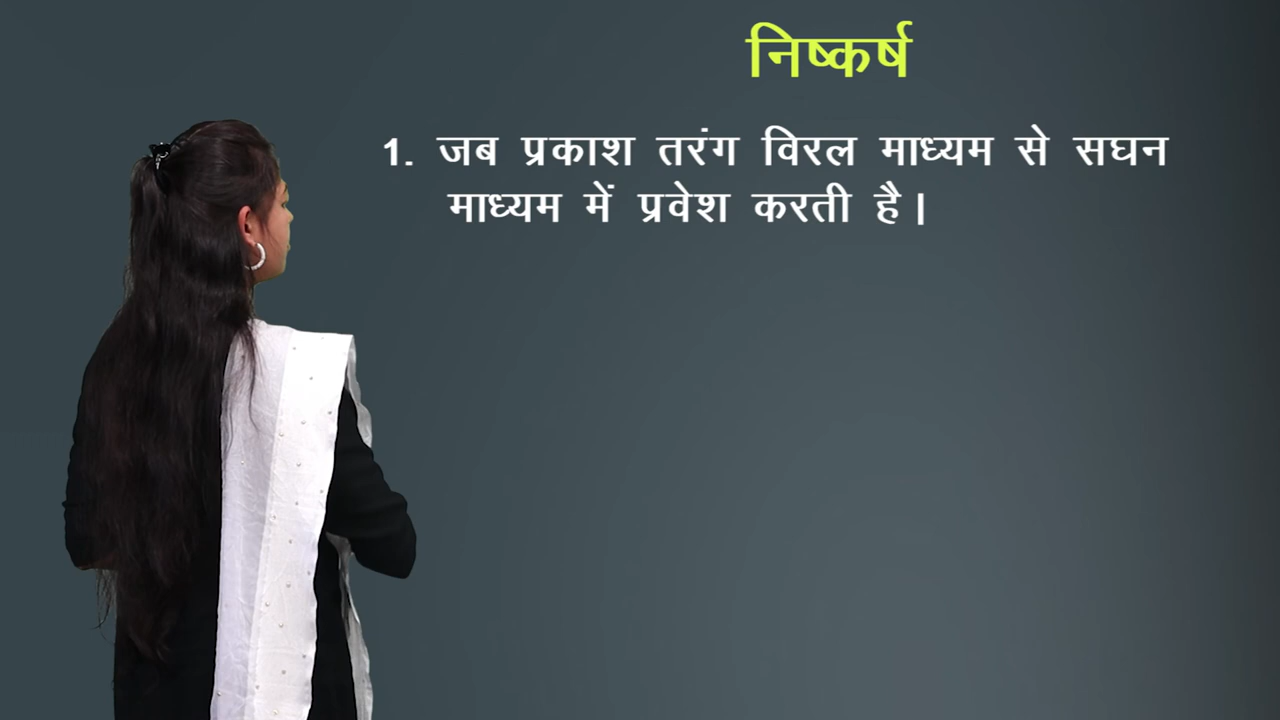 निष्कर्ष
1. जब प्रकाश तरंग विरल माध्यम से सघन
माध्यम में प्रवेश करती है।